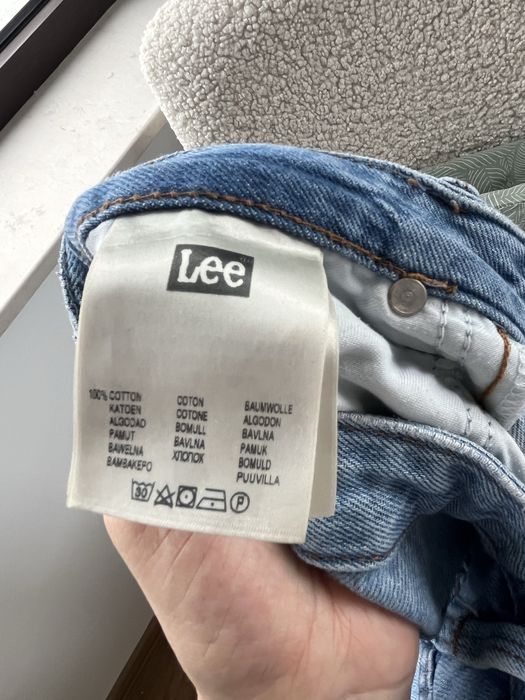 Lee
100% COTTON
KATOEN
ALGODAO
PAMUT
BAWELNA
BAMBAKEPO
COTON
COTONE
BOMULL
BAVLNA
ХЛОПОК
BAUMWOLLE
ALGODON
BAVLNA
PAMUK
BOMULD
PUUVILLA
30 P